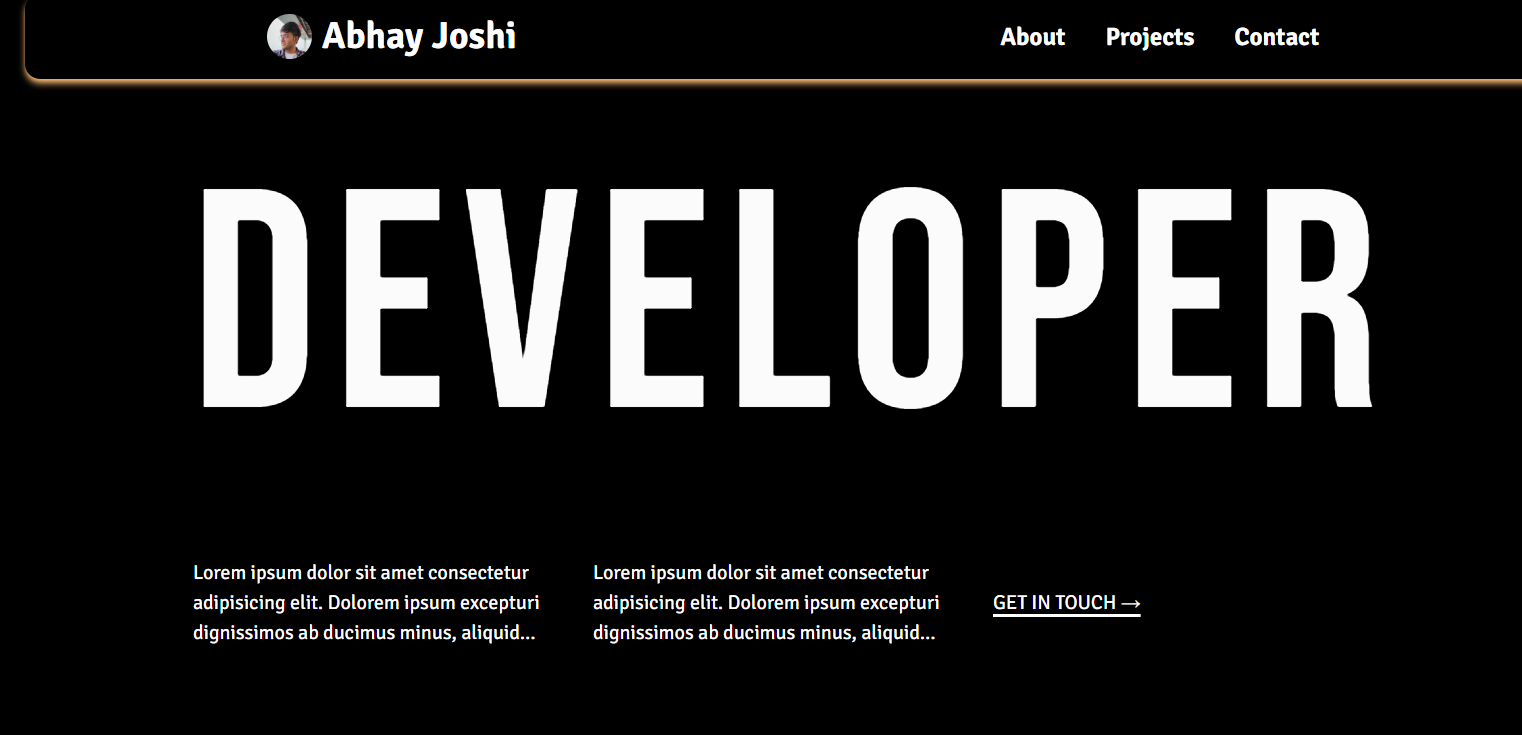 Abhay Joshi
About Projects Contact
DEVELOPER
Lorem ipsum dolor sit amet consectetur
adipisicing elit. Dolorem ipsum excepturi
dignissimos ab ducimus minus, aliquid...
Lorem ipsum dolor sit amet consectetur
adipisicing elit. Dolorem ipsum excepturi
dignissimos ab ducimus minus, aliquid...
GET IN TOUCH →